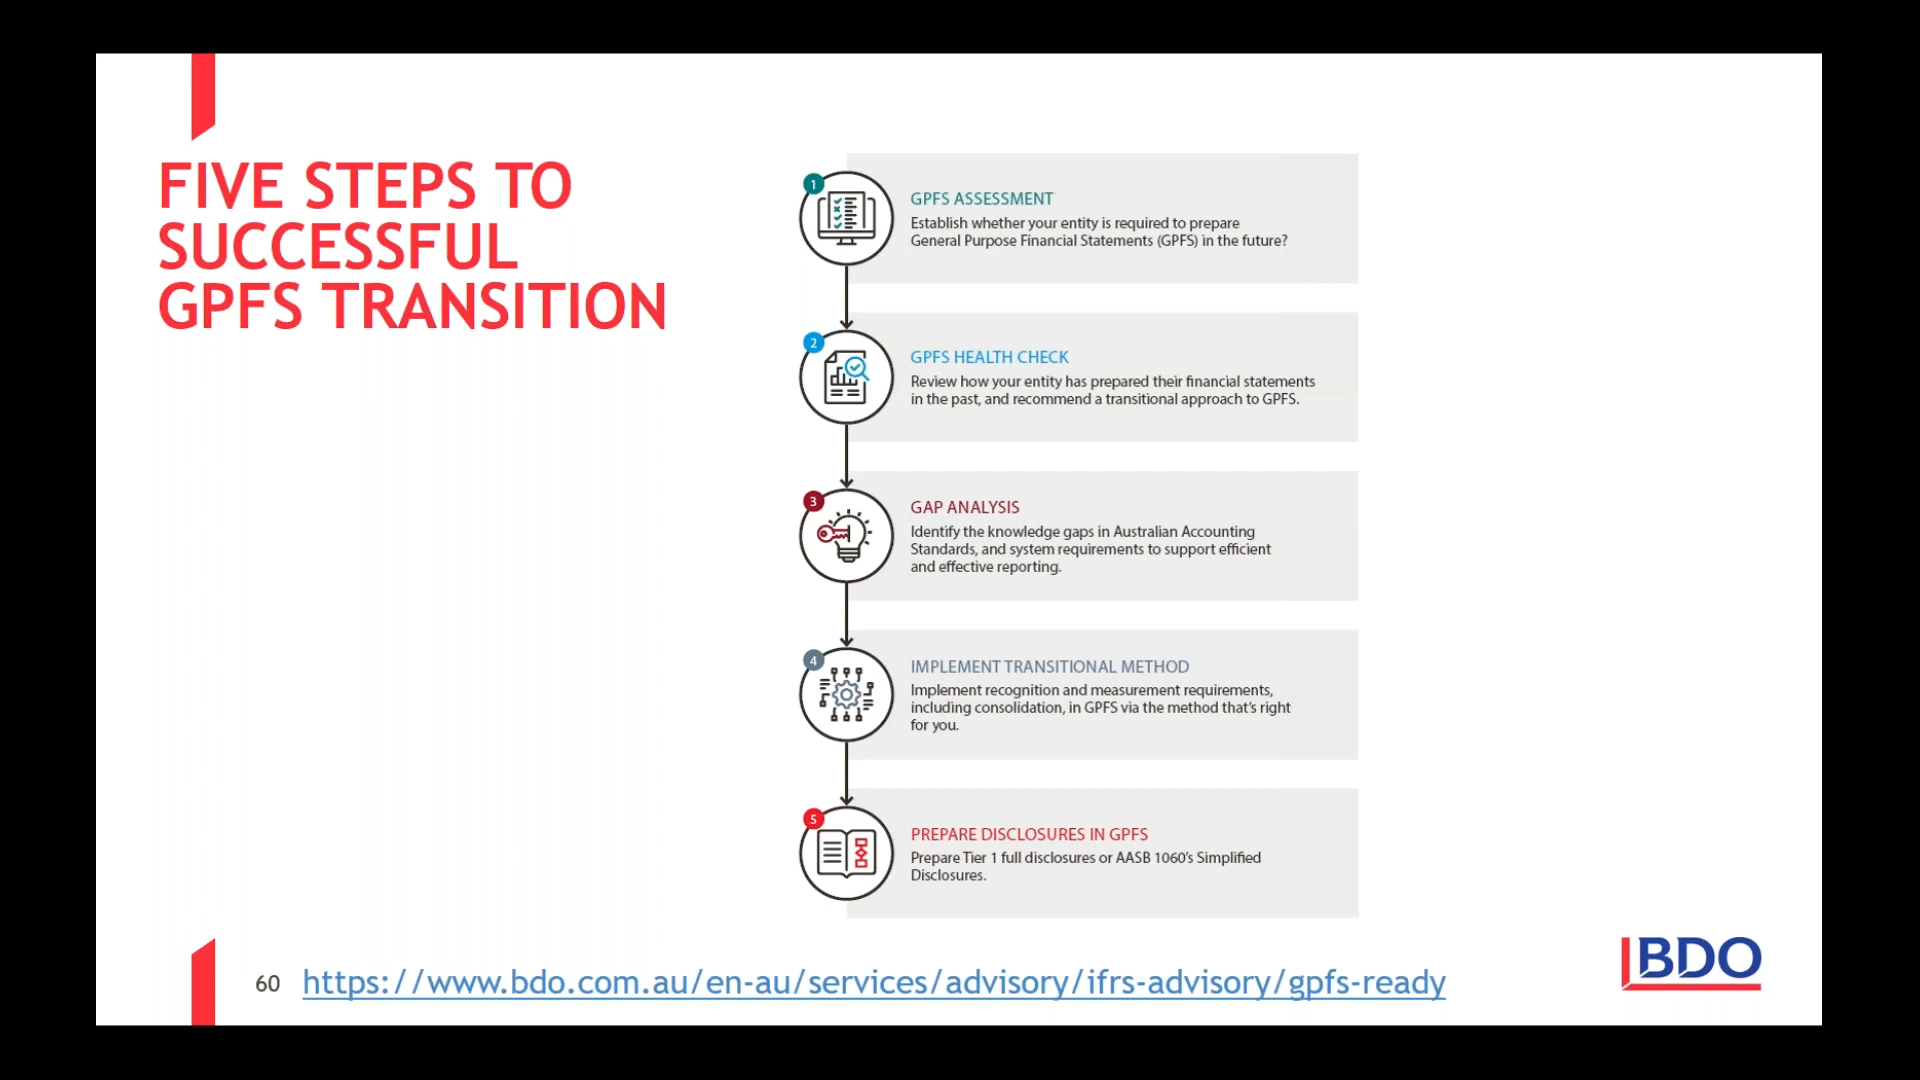 FIVE STEPS TO
SUCCESSFUL
GPFS TRANSITION
1
GPFS ASSESSMENT
Establish whether your entity is required to prepare
General Purpose Financial Statements (GPFS) in the future?
2
GPFS HEALTH CHECK
Review how your entity has prepared their financial statements
in the past, and recommend a transitional approach to GPFS.
3
GAP ANALYSIS
Identify the knowledge gaps in Australian Accounting
Standards, and system requirements to support efficient
and effective reporting.
4
IMPLEMENT TRANSITIONAL METHOD
Implement recognition and measurement requirements,
including consolidation, in GPFS via the method that's right
for you.
5
PREPARE DISCLOSURES IN GPFS
Prepare Tier 1 full disclosures or AASB 1060's Simplified
Disclosures.
60
https://www.bdo.com.au/en-au/services/advisory/ifrs-advisory/gpfs-ready
BDO